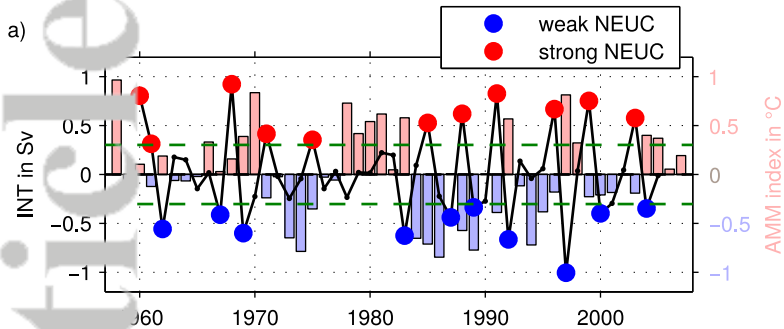 a)
weak NEUC
strong NEUC
INT in Sv
1
0.5
0
−0.5
−1
1
0.5
0
−0.5
−1
AMM index in °C
960 1970 1980 1990 2000
ticle